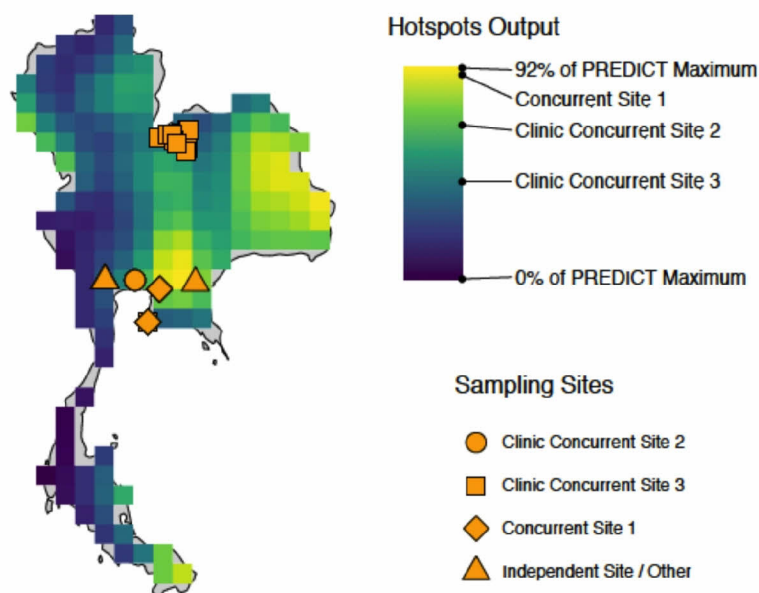 Hotspots Output
92% of PREDICT Maximum
Concurrent Site 1
Clinic Concurrent Site 2
Clinic Concurrent Site 3
0% of PREDICT Maximum
Sampling Sites
Clinic Concurrent Site 2
Clinic Concurrent Site 3
Concurrent Site 1
Independent Site / Other